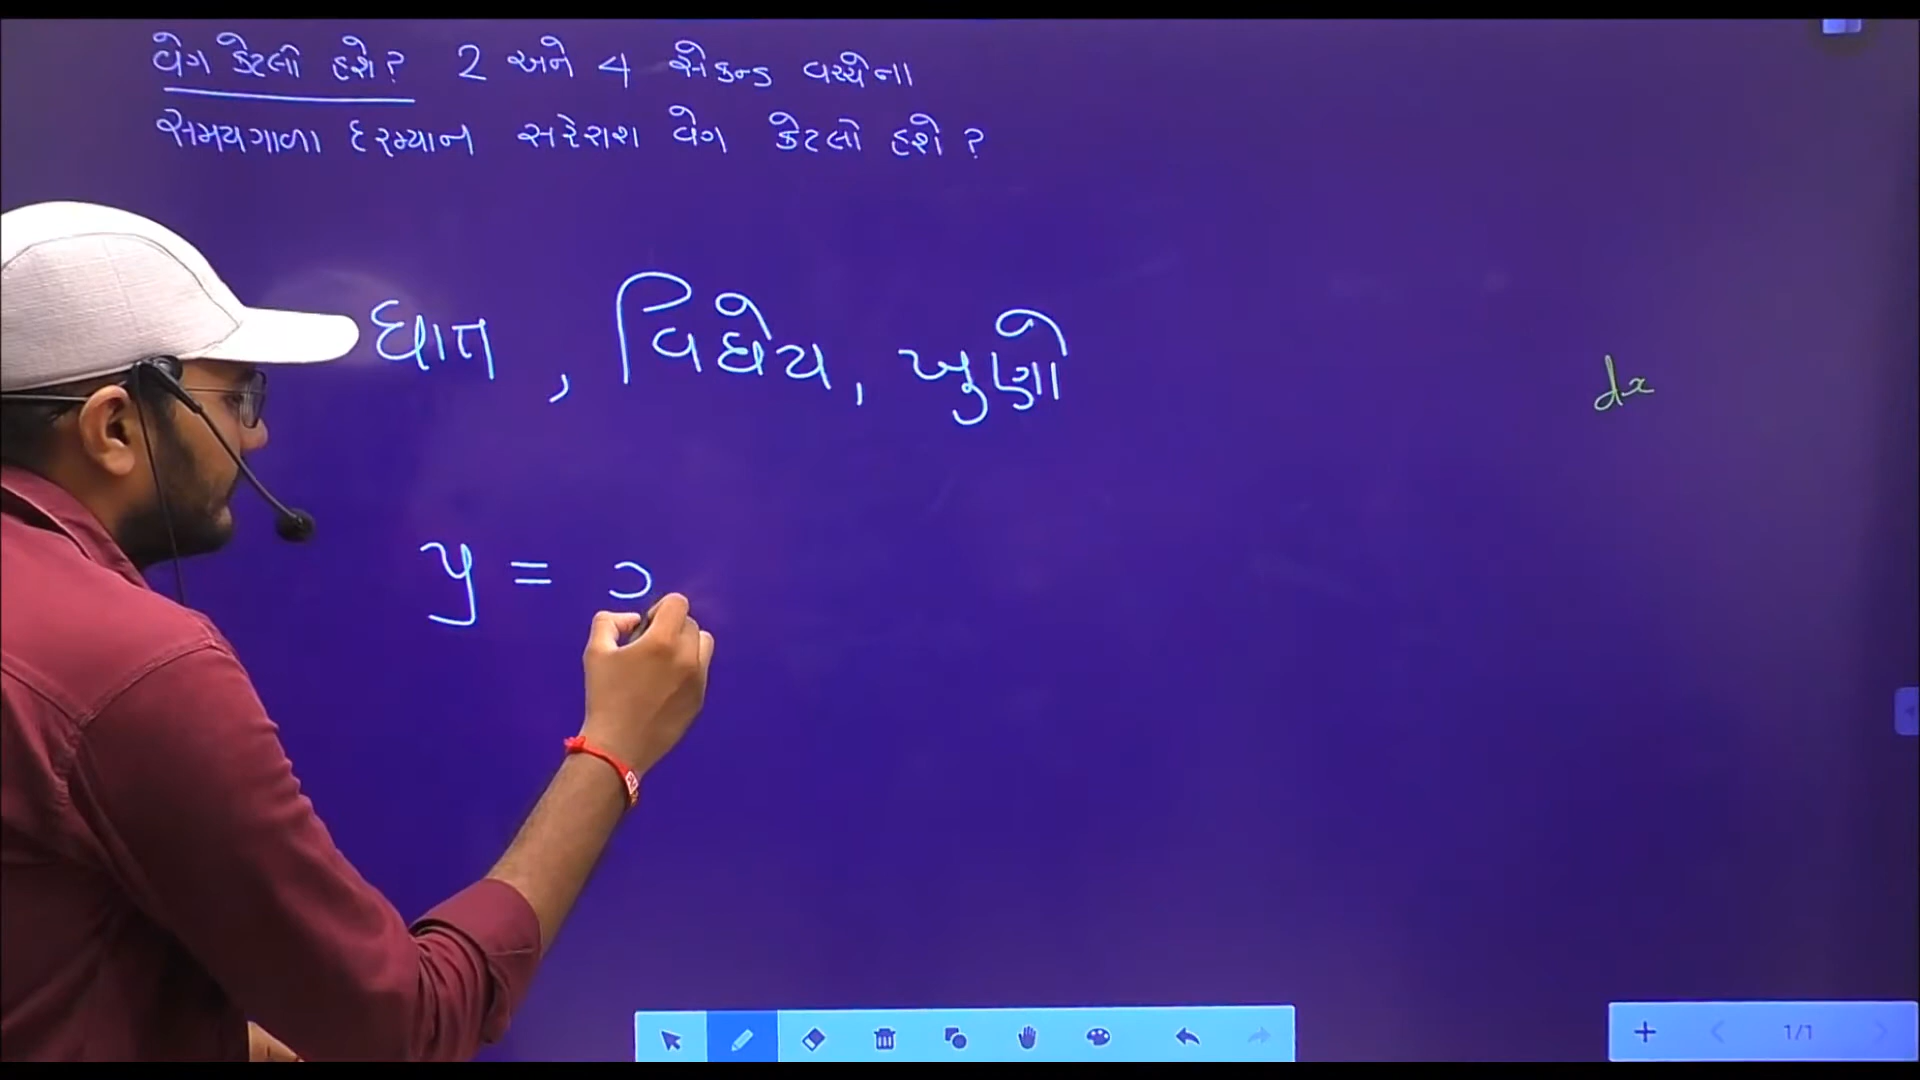 વેગ કેટલો હશે? 2 અને 4 સેકન્ડ વચ્ચેના
સમયગાળા દરમ્યાન સરેરાશ વેગ કેટલો હશે?
ઘાત, વિધેય, ખુણો
dx
y =
1/1